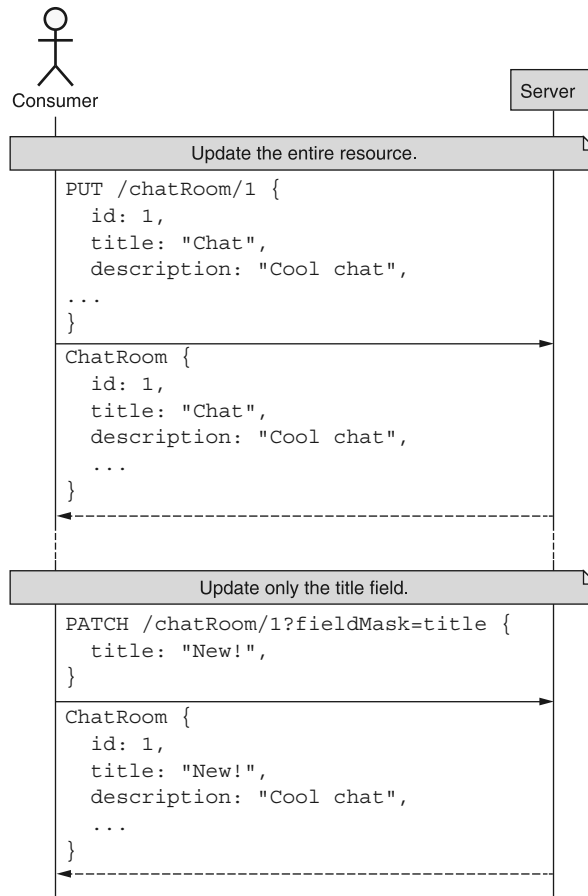 Consumer
Server
Update the entire resource.
PUT /chatRoom/1 {
  id: 1,
  title: "Chat",
  description: "Cool chat",
...
}
ChatRoom {
  id: 1,
  title: "Chat",
  description: "Cool chat",
  ...
}
Update only the title field.
PATCH /chatRoom/1?fieldMask=title {
  title: "New!",
}
ChatRoom {
  id: 1,
  title: "New!",
  description: "Cool chat",
  ...
}